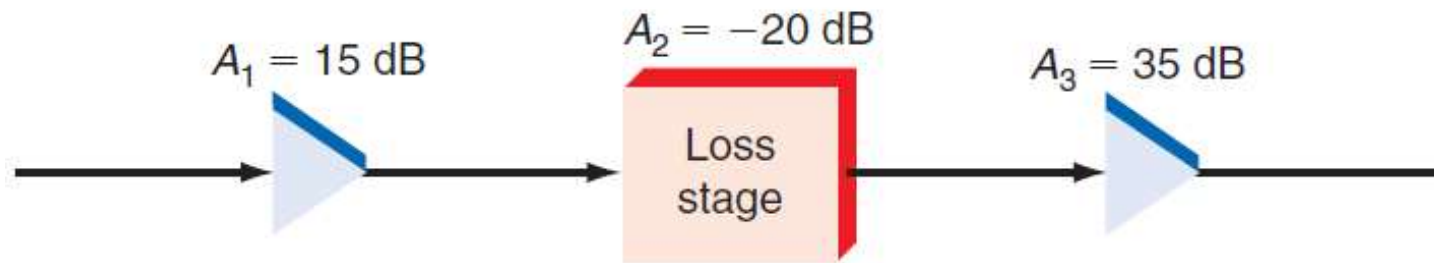 A₁ = 15 dB
A₂ = −20 dB
A₃ = 35 dB
Loss
stage